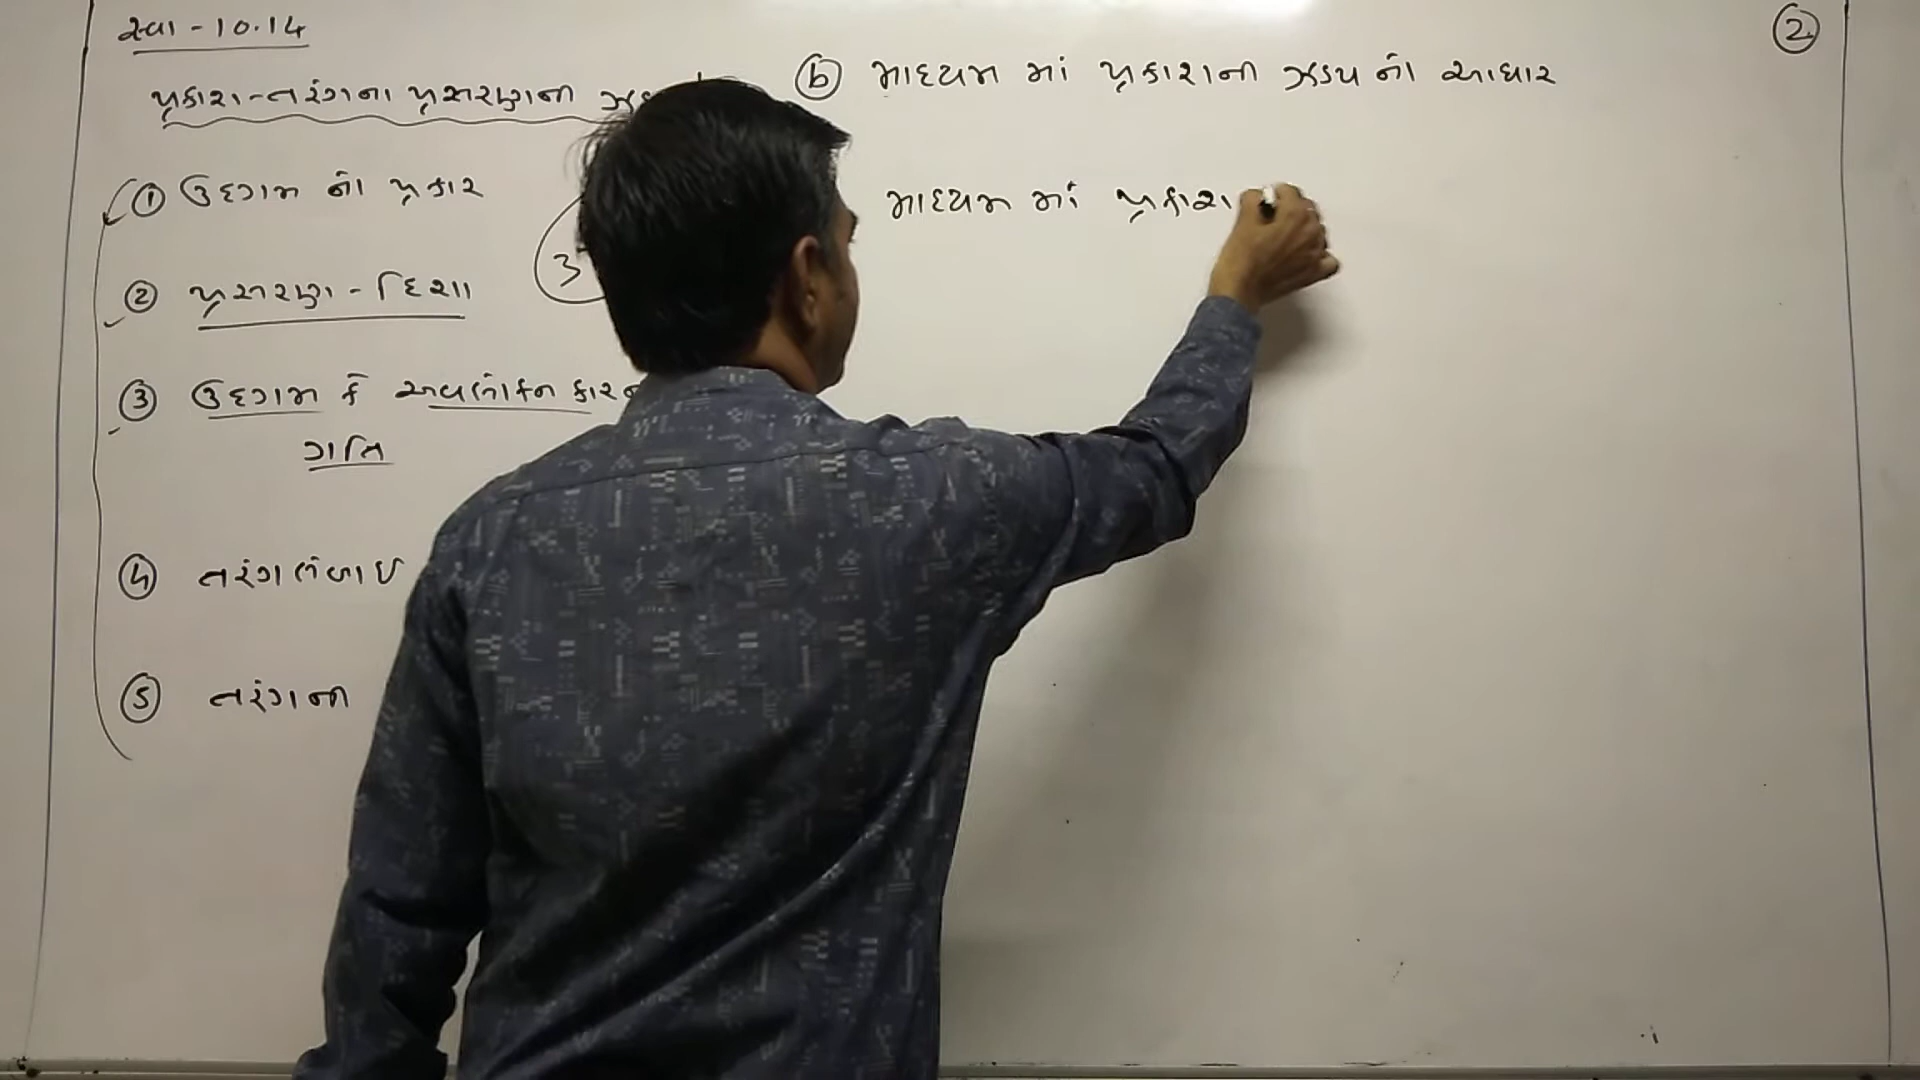 સ્વા - 10.14
પ્રકાશ-તરંગના પ્રસરણની
① ઉદગમ નો પ્રકાર
② પ્રસરણ - દિશા
③ ઉદગમ કે અવલોકન કાર
ગતિ
④ તરંગલંબાઈ
⑤ તરંગની
3
②
ⓑ માધ્યમ માં પ્રકાશની ઝડપ નો આધાર
માધ્યમ માં પ્રકાશ